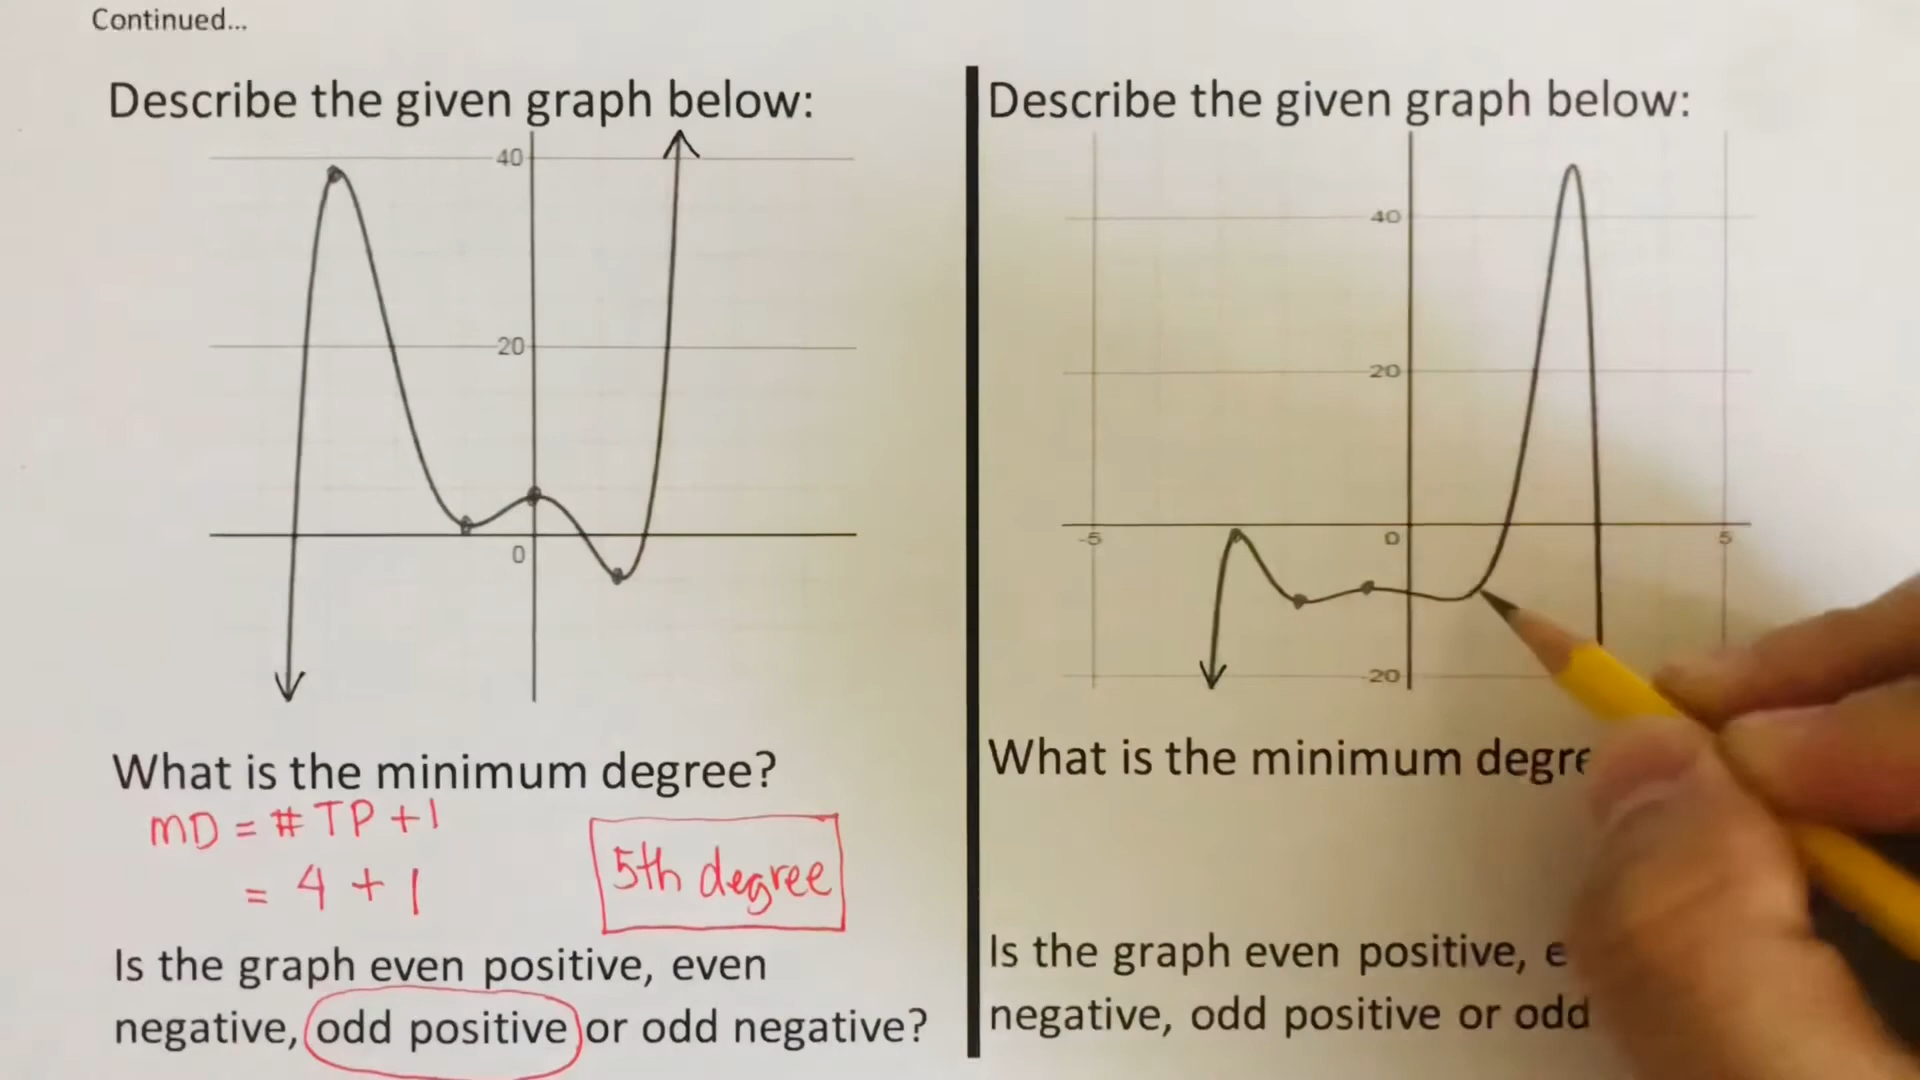 Continued...
Describe the given graph below:
40
20
0
What is the minimum degree?
MD = # TP + 1
= 4 + 1
5th degree
Is the graph even positive, even
negative, odd positive or odd negative?
Describe the given graph below:
40
20
-5
0
5
-20
What is the minimum
Is the graph even positive,
negative, odd positive or odd